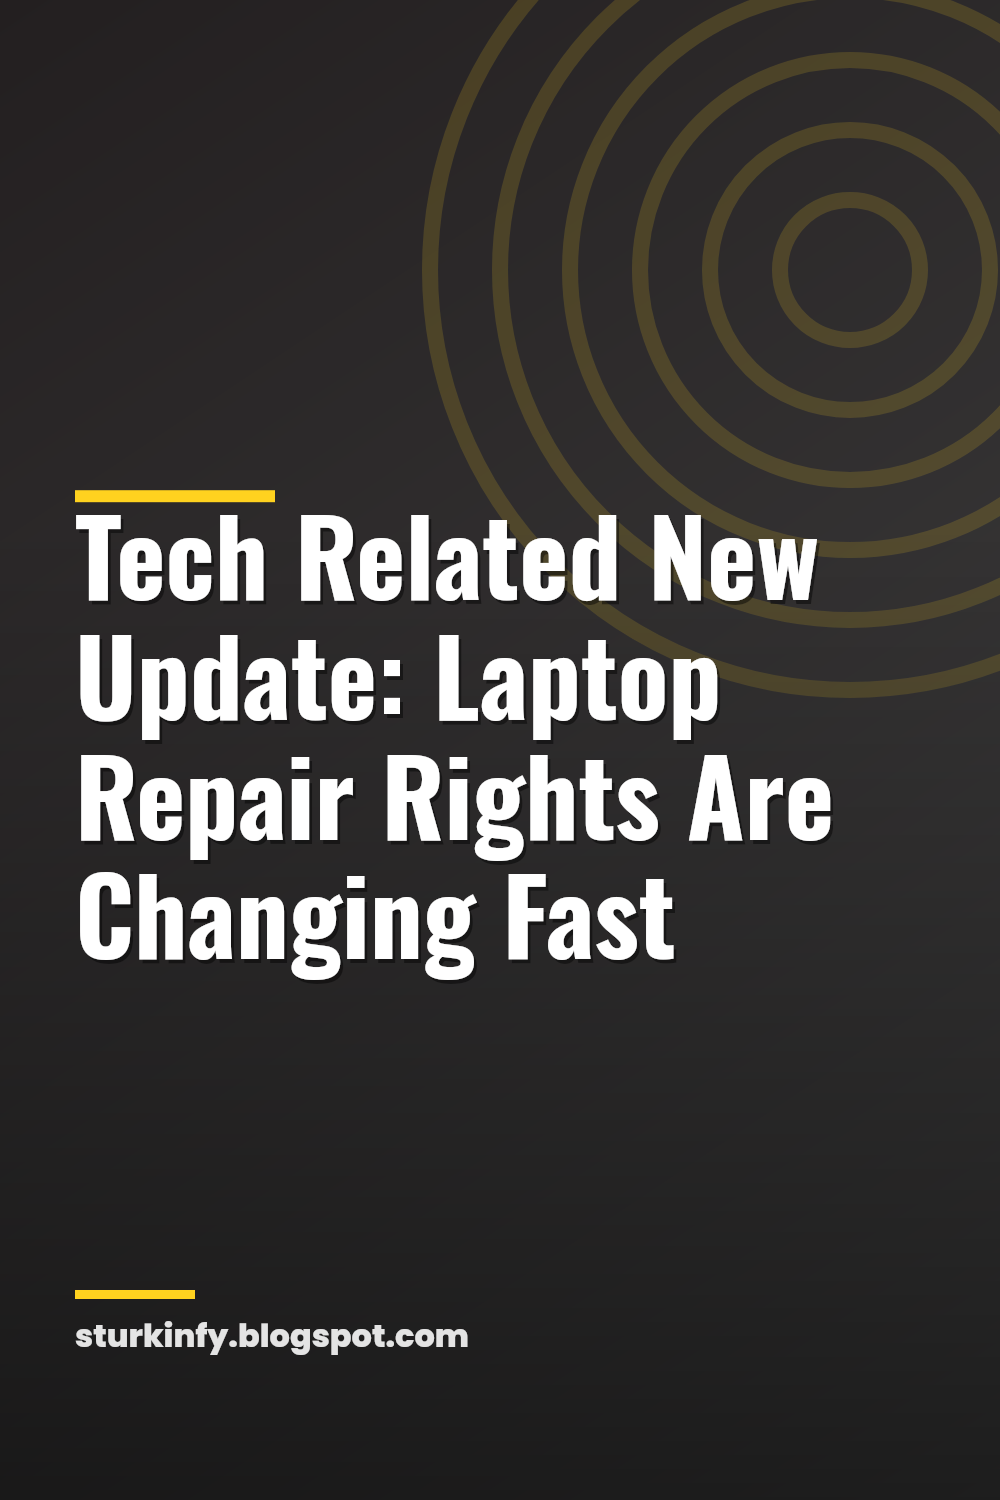 Tech Related New
Update: Laptop
Repair Rights Are
Changing Fast
sturkinfy.blogspot.com